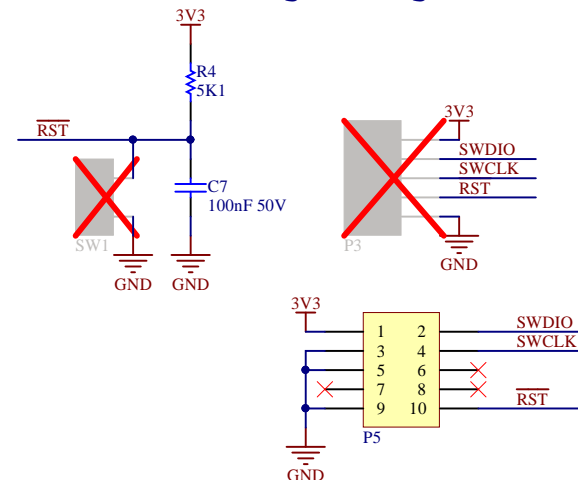 3V3
R4
5K1
RST
C7
100nF 50V
SW1
GND
GND
3V3
SWDIO
SWCLK
RST
P3
GND
3V3
1 2 SWDIO
3 4 SWCLK
5 6
7 8
9 10 RST
P5
GND